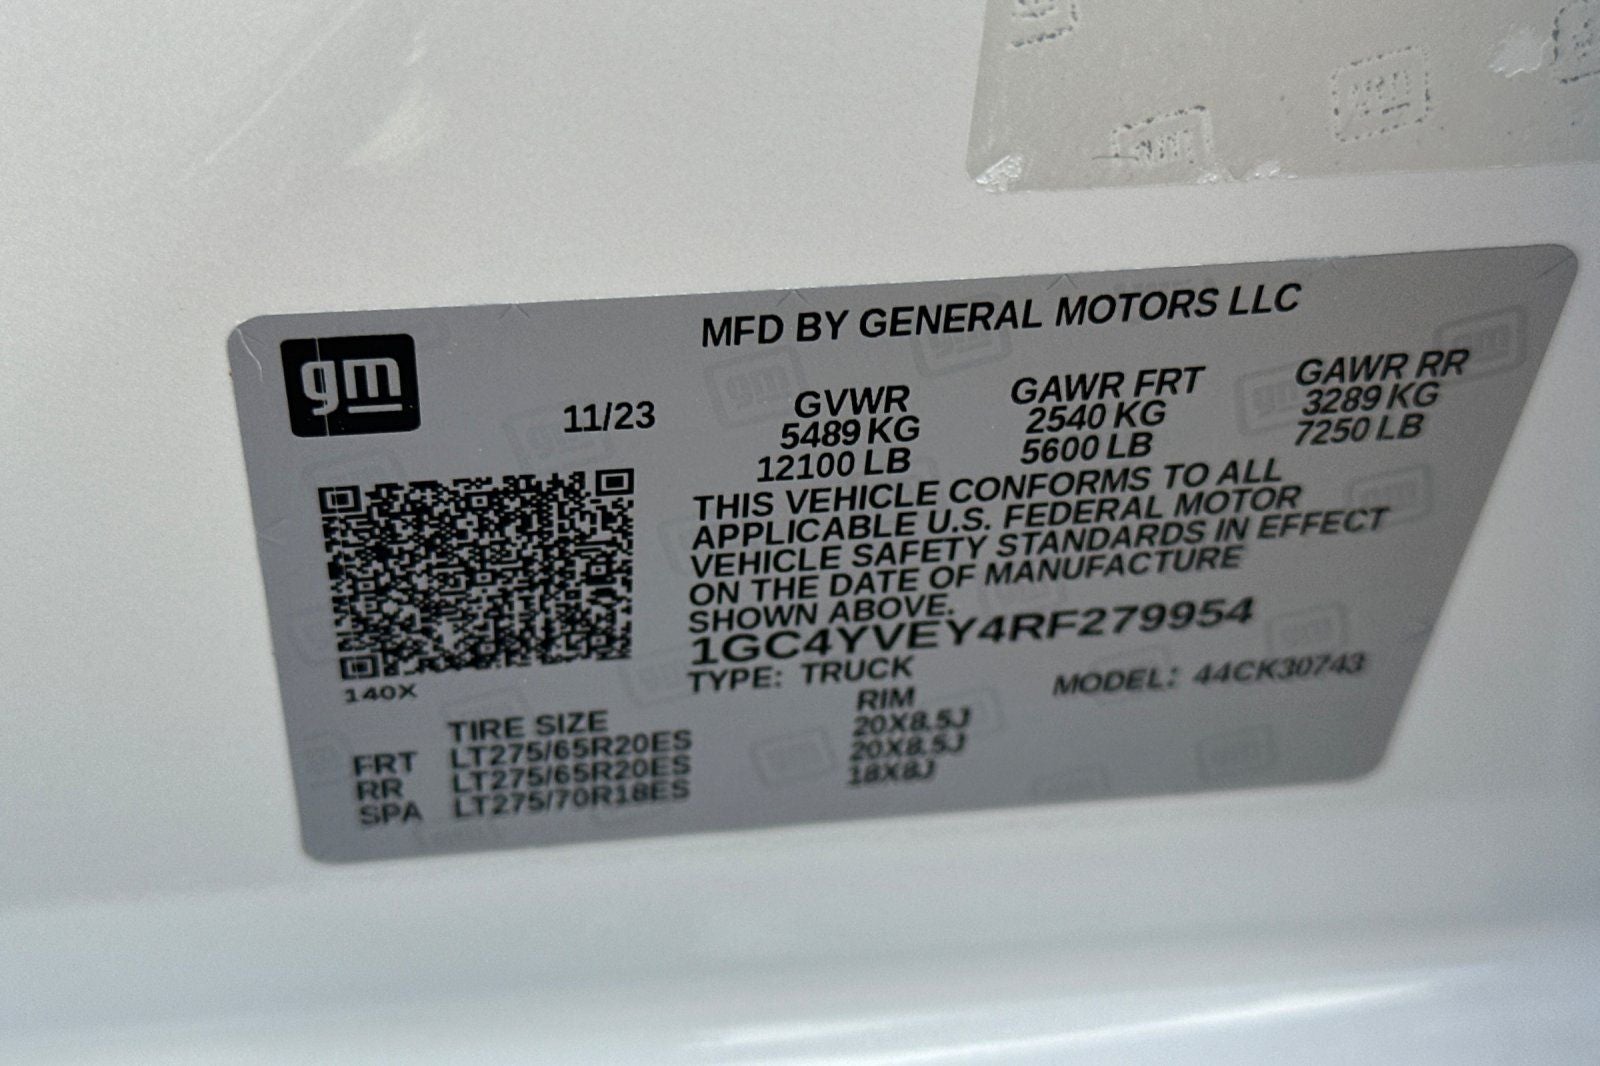 gm
MFD BY GENERAL MOTORS LLC
11/23
GVWR GAWR FRT GAWR RR
5489 KG 2540 KG 3289 KG
12100 LB 5600 LB 7250 LB
THIS VEHICLE CONFORMS TO ALL
APPLICABLE U.S. FEDERAL MOTOR
VEHICLE SAFETY STANDARDS IN EFFECT
ON THE DATE OF MANUFACTURE
SHOWN ABOVE.
1GC4YVEY4RF279954
TYPE: TRUCK MODEL: 44CK30743
140X
TIRE SIZE RIM
FRT LT275/65R20ES 20X8.5J
RR LT275/65R20ES 20X8.5J
SPA LT275/70R18ES 18X8J